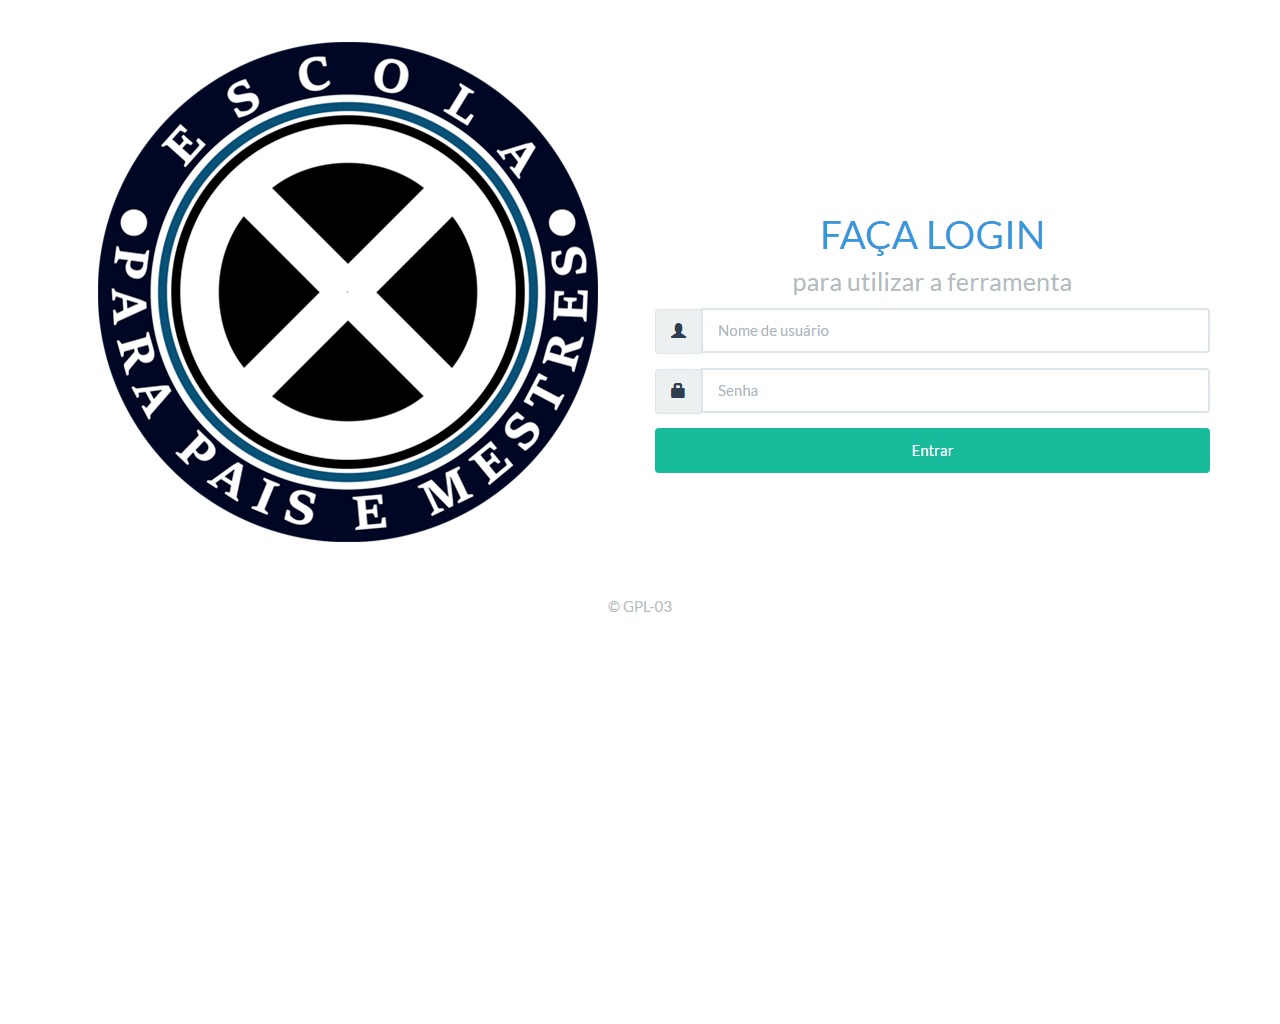 ESCOLA
PARA PAIS E MESTRES
FAÇA LOGIN
para utilizar a ferramenta
Nome de usuário
Senha
Entrar
© GPL-03